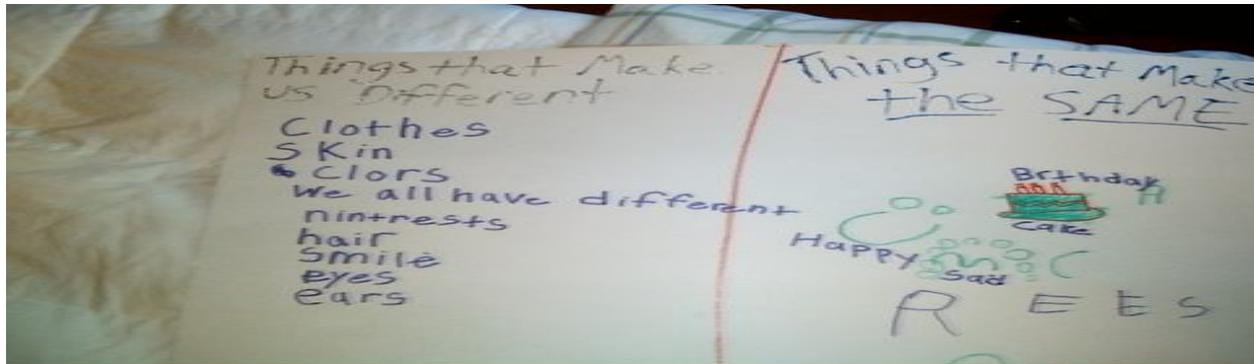 Things that Make
us Different
Clothes
SKin
Clors
We all have different
nintrests
hair
smile
eyes
ears
Things that Make
the SAME
Brthday
cake
Happy
sad
R E E S